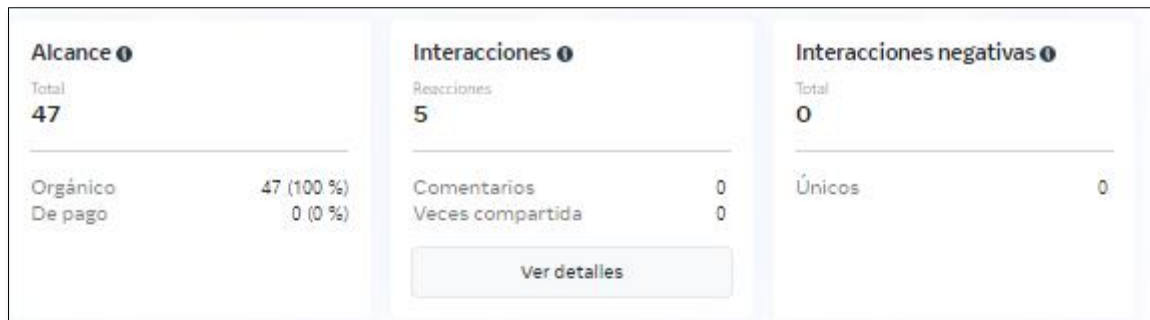 Alcance
Total
47
Orgánico 47 (100 %)
De pago 0 (0 %)
Interacciones
Reacciones
5
Comentarios 0
Veces compartida 0
Ver detalles
Interacciones negativas
Total
0
Únicos 0